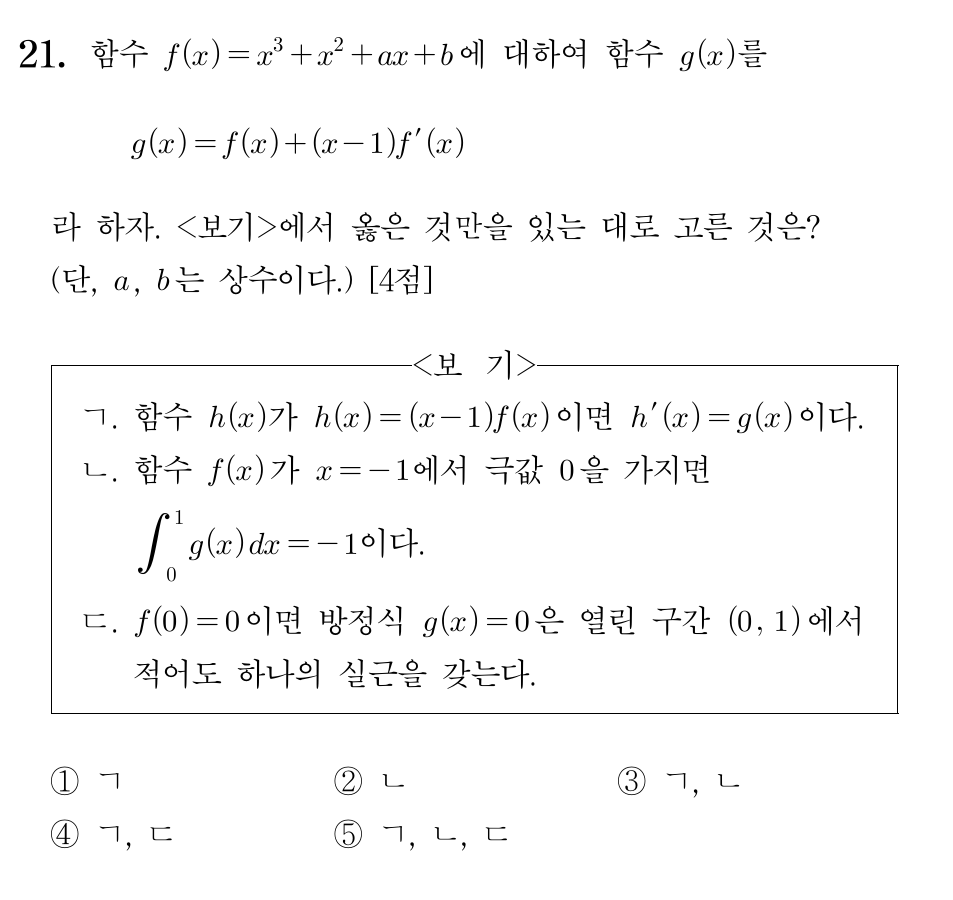 21. 함수 f(x)=x³+x²+ax+b에 대하여 함수 g(x)를
g(x)=f(x)+(x-1)f′(x)
라 하자. <보기>에서 옳은 것만을 있는 대로 고른 것은?
(단, a, b는 상수이다.) [4점]
<보 기>
ㄱ. 함수 h(x)가 h(x)=(x-1)f(x)이면 h′(x)=g(x)이다.
ㄴ. 함수 f(x)가 x=-1에서 극값 0을 가지면
∫₀¹ g(x)dx=-1이다.
ㄷ. f(0)=0이면 방정식 g(x)=0은 열린 구간 (0, 1)에서
적어도 하나의 실근을 갖는다.
① ㄱ ② ㄴ ③ ㄱ, ㄴ
④ ㄱ, ㄷ ⑤ ㄱ, ㄴ, ㄷ